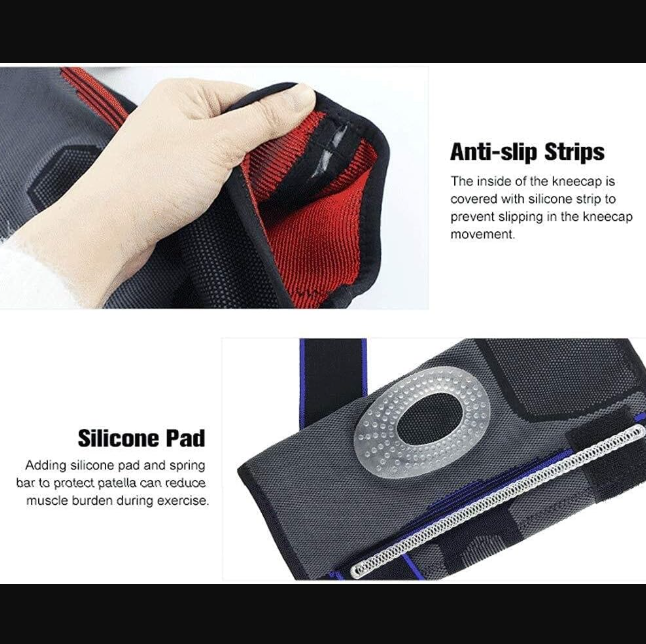 Anti-slip Strips
The inside of the kneecap is
covered with silicone strip to
prevent slipping in the kneecap
movement.
Silicone Pad
Adding silicone pad and spring
bar to protect patella can reduce
muscle burden during exercise.